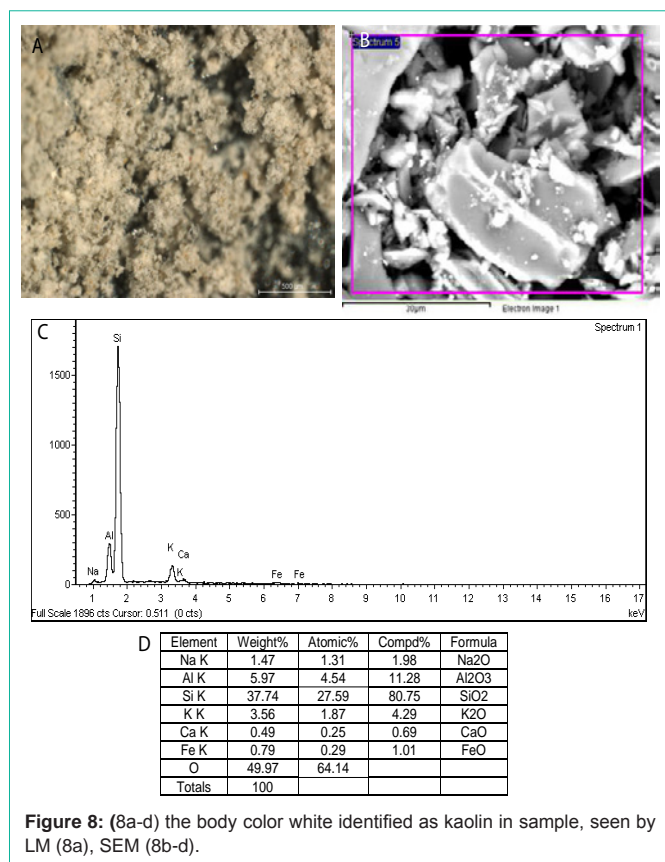 A
B
Spectrum 5
20µm
Electron Image 1
C
Spectrum 1
Si
1500
1000
500
0
Na
Al
K
Ca
K
Fe
Fe
1 2 3 4 5 6 7 8 9 10 11 12 13 14 15 16 17
Full Scale 1896 cts Cursor: 0.511 (0 cts)
keV
D
Element Weight% Atomic% Compd% Formula
Na K 1.47 1.31 1.98 Na2O
Al K 5.97 4.54 11.28 Al2O3
Si K 37.74 27.59 80.75 SiO2
K K 3.56 1.87 4.29 K2O
Ca K 0.49 0.25 0.69 CaO
Fe K 0.79 0.29 1.01 FeO
O 49.97 64.14
Totals 100
Figure 8: (8a-d) the body color white identified as kaolin in sample, seen by
LM (8a), SEM (8b-d).